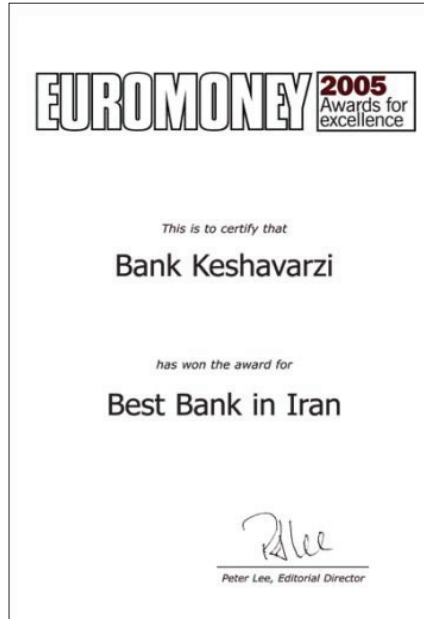 EUROMONEY
2005
Awards for
excellence
This is to certify that
Bank Keshavarzi
has won the award for
Best Bank in Iran
Peter Lee, Editorial Director